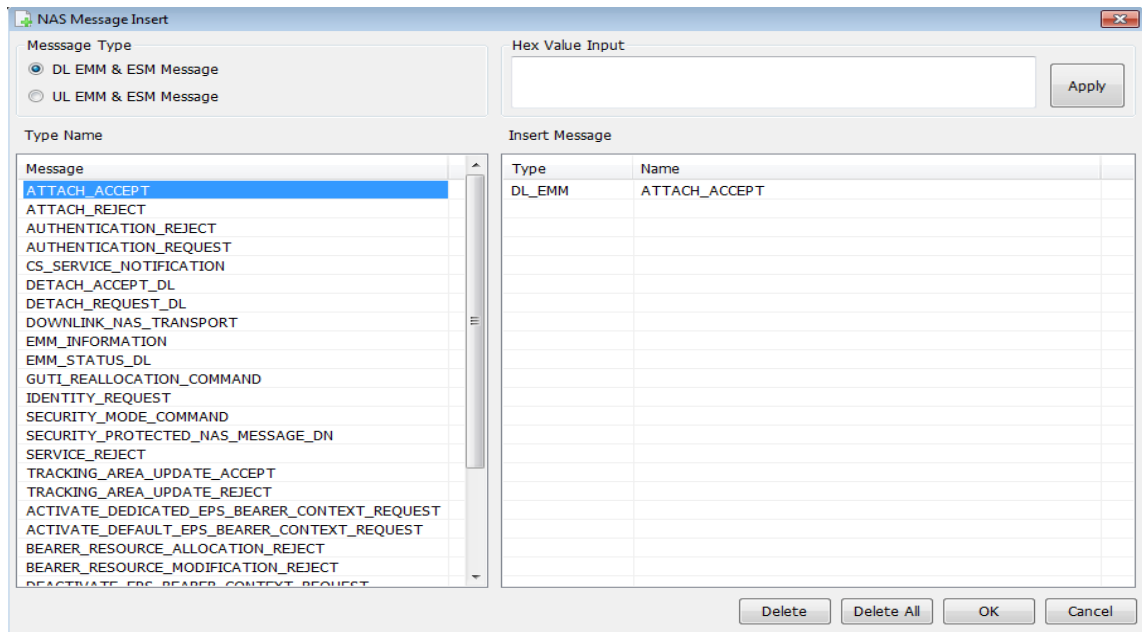 NAS Message Insert
Messsage Type
DL EMM & ESM Message
UL EMM & ESM Message
Hex Value Input
Apply
Type Name
Message
ATTACH_ACCEPT
ATTACH_REJECT
AUTHENTICATION_REJECT
AUTHENTICATION_REQUEST
CS_SERVICE_NOTIFICATION
DETACH_ACCEPT_DL
DETACH_REQUEST_DL
DOWNLINK_NAS_TRANSPORT
EMM_INFORMATION
EMM_STATUS_DL
GUTI_REALLOCATION_COMMAND
IDENTITY_REQUEST
SECURITY_MODE_COMMAND
SECURITY_PROTECTED_NAS_MESSAGE_DN
SERVICE_REJECT
TRACKING_AREA_UPDATE_ACCEPT
TRACKING_AREA_UPDATE_REJECT
ACTIVATE_DEDICATED_EPS_BEARER_CONTEXT_REQUEST
ACTIVATE_DEFAULT_EPS_BEARER_CONTEXT_REQUEST
BEARER_RESOURCE_ALLOCATION_REJECT
BEARER_RESOURCE_MODIFICATION_REJECT
DEACTIVATE_EPS_BEARER_CONTEXT_REQUEST
Insert Message
Type Name
DL_EMM ATTACH_ACCEPT
Delete Delete All OK Cancel